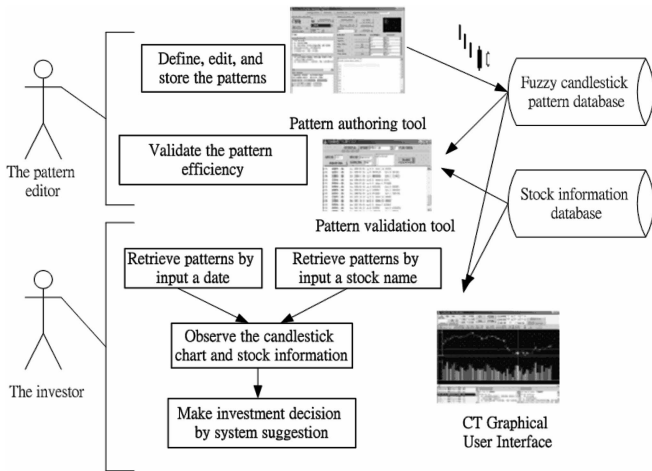 Define, edit, and
store the patterns
Fuzzy candlestick
pattern database
Pattern authoring tool
Validate the pattern
efficiency
The pattern
editor
Stock information
database
Pattern validation tool
Retrieve patterns by
input a date
Retrieve patterns by
input a stock name
Observe the candlestick
chart and stock information
The investor
Make investment decision
by system suggestion
CT Graphical
User Interface